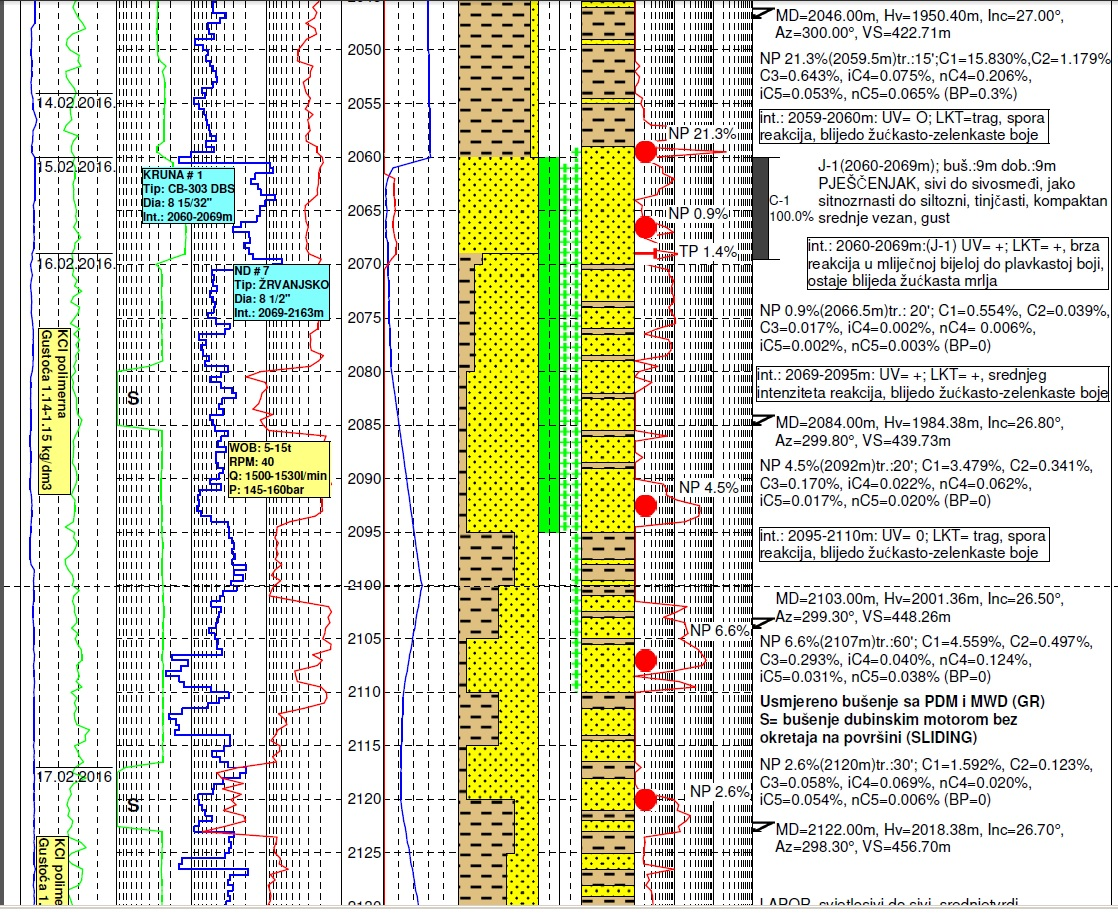 14.02.2016.
15.02.2016.
16.02.2016.
17.02.2016
KCl polimerna
Gustoća 1.14-1.15 kg/dm3
KCl polime
Gustoća 1
KRUNA # 1
Tip: CB-303 DBS
Dia: 8 15/32"
Int.: 2060-2069m
ND # 7
Tip: ŽRVANJSKO
Dia: 8 1/2"
Int.: 2069-2163m
S
WOB: 5-15t
RPM: 40
Q: 1500-1530l/min
P: 145-160bar
S
2050
2055
2060
2065
2070
2075
2080
2085
2090
2095
2100
2105
2110
2115
2120
2125
NP 21.3%
NP 0.9%
TP 1.4%
NP 4.5%
NP 6.6%
NP 2.6%
C-1
100.0%
MD=2046.00m, Hv=1950.40m, Inc=27.00°,
Az=300.00°, VS=422.71m
NP 21.3%(2059.5m)tr.:15';C1=15.830%,C2=1.179%
C3=0.643%, iC4=0.075%, nC4=0.206%,
iC5=0.053%, nC5=0.065% (BP=0.3%)
int.: 2059-2060m: UV= O; LKT=trag, spora
reakcija, blijedo žućkasto-zelenkaste boje
J-1(2060-2069m); buš.:9m dob.:9m
PJEŠČENJAK, sivi do sivosmeđi, jako
sitnozrnasti do siltozni, tinjčasti, kompaktan
srednje vezan, gust
int.: 2060-2069m:(J-1) UV= +; LKT= +, brza
reakcija u mliječnoj bijeloj do plavkastoj boji,
ostaje blijeda žućkasta mrlja
NP 0.9%(2066.5m)tr.: 20'; C1=0.554%, C2=0.039%,
C3=0.017%, iC4=0.002%, nC4= 0.006%,
iC5=0.002%, nC5=0.003% (BP=0)
int.: 2069-2095m: UV= +; LKT= +, srednjeg
intenziteta reakcija, blijedo žućkasto-zelenkaste boje
MD=2084.00m, Hv=1984.38m, Inc=26.80°,
Az=299.80°, VS=439.73m
NP 4.5%(2092m)tr.:20'; C1=3.479%, C2=0.341%,
C3=0.170%, iC4=0.022%, nC4=0.062%,
iC5=0.017%, nC5=0.020% (BP=0)
int.: 2095-2110m: UV= 0; LKT= trag, spora
reakcija, blijedo žućkasto-zelenkaste boje
MD=2103.00m, Hv=2001.36m, Inc=26.50°,
Az=299.30°, VS=448.26m
NP 6.6%(2107m)tr.:60'; C1=4.559%, C2=0.497%,
C3=0.293%, iC4=0.040%, nC4=0.124%,
iC5=0.031%, nC5=0.038% (BP=0)
Usmjereno bušenje sa PDM i MWD (GR)
S= bušenje dubinskim motorom bez
okretaja na površini (SLIDING)
NP 2.6%(2120m)tr.:30'; C1=1.592%, C2=0.123%,
C3=0.058%, iC4=0.069%, nC4=0.020%,
iC5=0.054%, nC5=0.006% (BP=0)
MD=2122.00m, Hv=2018.38m, Inc=26.70°,
Az=298.30°, VS=456.70m